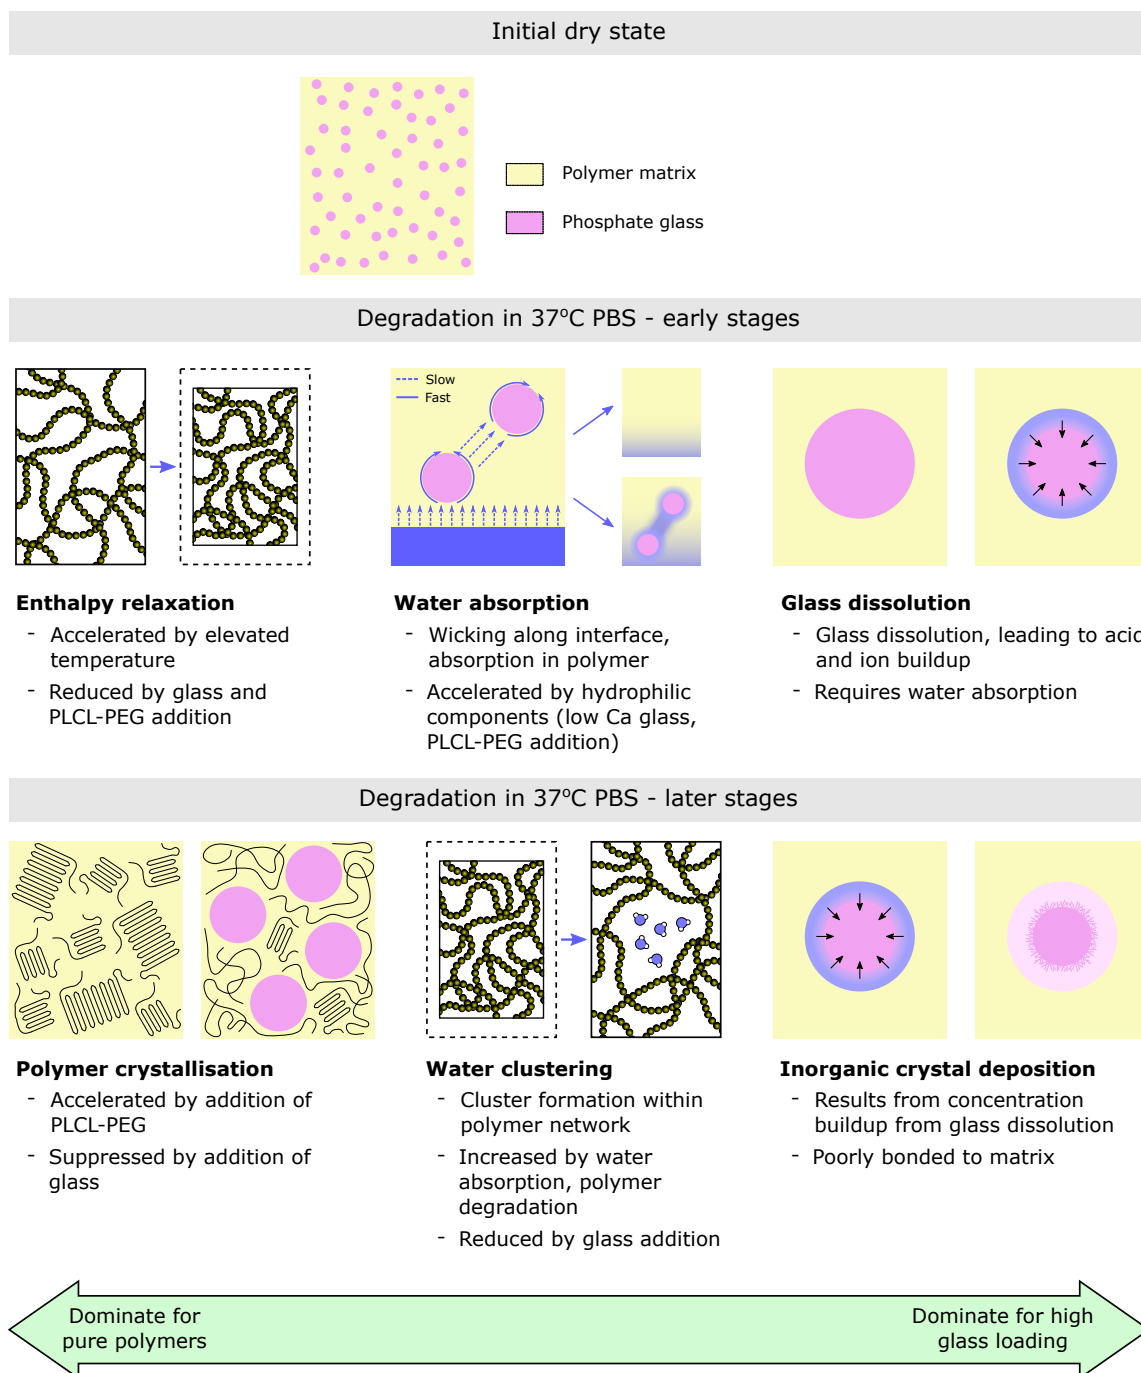 Initial dry state
Polymer matrix
Phosphate glass
Degradation in 37°C PBS - early stages
Slow
Fast
Enthalpy relaxation
- Accelerated by elevated
temperature
- Reduced by glass and
PLCL-PEG addition
Water absorption
- Wicking along interface,
absorption in polymer
- Accelerated by hydrophilic
components (low Ca glass,
PLCL-PEG addition)
Glass dissolution
- Glass dissolution, leading to acid
and ion buildup
- Requires water absorption
Degradation in 37°C PBS - later stages
Polymer crystallisation
- Accelerated by addition of
PLCL-PEG
- Suppressed by addition of
glass
Water clustering
- Cluster formation within
polymer network
- Increased by water
absorption, polymer
degradation
- Reduced by glass addition
Inorganic crystal deposition
- Results from concentration
buildup from glass dissolution
- Poorly bonded to matrix
Dominate for
pure polymers
Dominate for high
glass loading